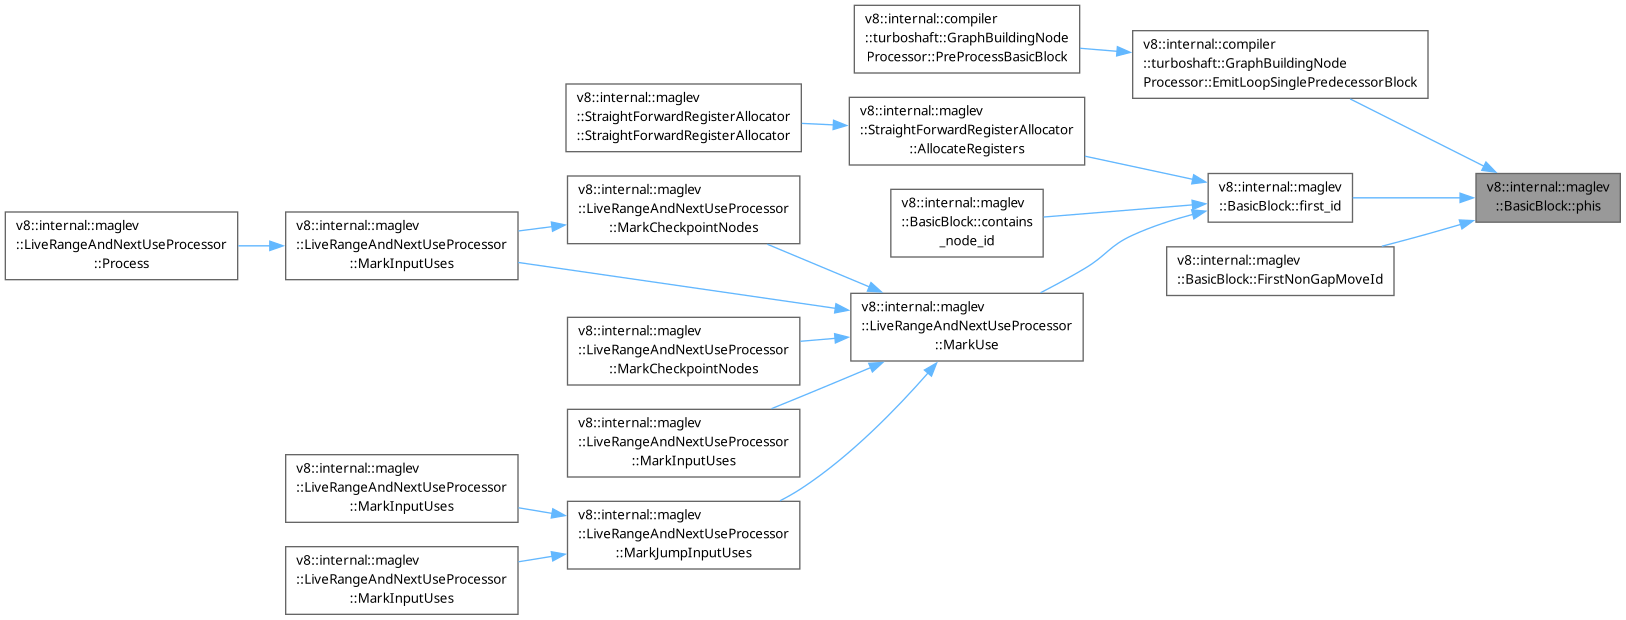 v8::internal::compiler
::turboshaft::GraphBuildingNode
Processor::PreProcessBasicBlock
v8::internal::compiler
::turboshaft::GraphBuildingNode
Processor::EmitLoopSinglePredecessorBlock
v8::internal::maglev
::StraightForwardRegisterAllocator
::StraightForwardRegisterAllocator
v8::internal::maglev
::StraightForwardRegisterAllocator
::AllocateRegisters
v8::internal::maglev
::LiveRangeAndNextUseProcessor
::MarkCheckpointNodes
v8::internal::maglev
::BasicBlock::contains
_node_id
v8::internal::maglev
::BasicBlock::first_id
v8::internal::maglev
::BasicBlock::phis
v8::internal::maglev
::LiveRangeAndNextUseProcessor
::Process
v8::internal::maglev
::LiveRangeAndNextUseProcessor
::MarkInputUses
v8::internal::maglev
::BasicBlock::FirstNonGapMoveId
v8::internal::maglev
::LiveRangeAndNextUseProcessor
::MarkUse
v8::internal::maglev
::LiveRangeAndNextUseProcessor
::MarkCheckpointNodes
v8::internal::maglev
::LiveRangeAndNextUseProcessor
::MarkInputUses
v8::internal::maglev
::LiveRangeAndNextUseProcessor
::MarkInputUses
v8::internal::maglev
::LiveRangeAndNextUseProcessor
::MarkJumpInputUses
v8::internal::maglev
::LiveRangeAndNextUseProcessor
::MarkInputUses